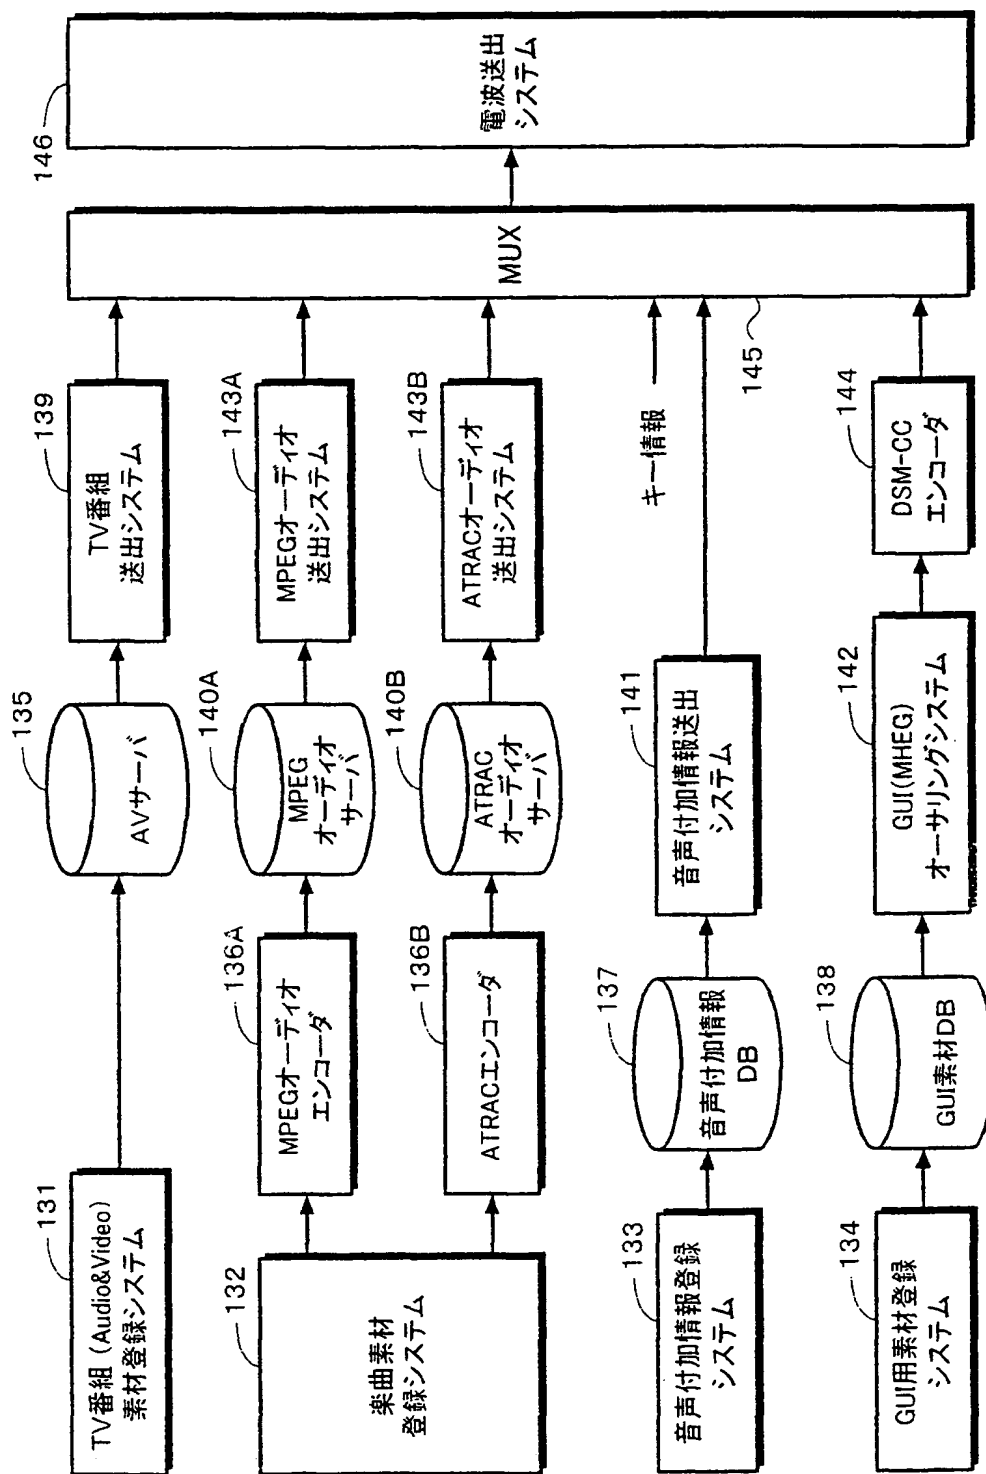 131
TV番組 (Audio&Video)
素材登録システム
135
AVサーバ
139
TV番組
送出システム
132
楽曲素材
登録システム
136A
MPEGオーディオ
エンコーダ
140A
MPEG
オーディオ
サーバ
143A
MPEGオーディオ
送出システム
136B
ATRACエンコーダ
140B
ATRAC
オーディオ
サーバ
143B
ATRACオーディオ
送出システム
133
音声付加情報登録
システム
137
音声付加情報
DB
141
音声付加情報送出
システム
キー情報
134
GUI用素材登録
システム
138
GUI素材DB
142
GUI(MHEG)
オーサリングシステム
144
DSM-CC
エンコーダ
145
MUX
146
電波送出
システム